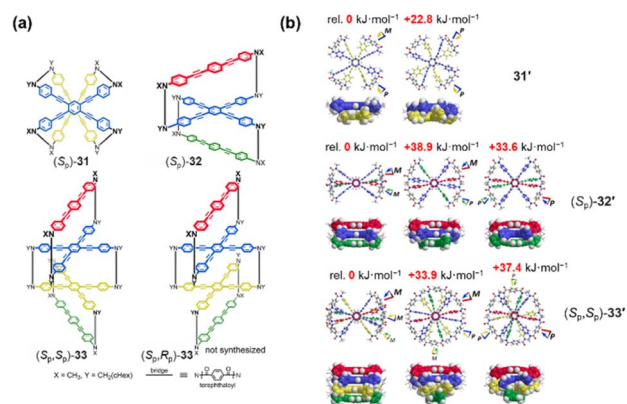 (a)
(Sp)-31
(Sp)-32
(Sp,Sp)-33
(Sp,Rp)-33
not synthesized
X = CH3, Y = CH2(cHex)
bridge
terephthaloyl
(b)
rel. 0 kJ·mol−1 +22.8 kJ·mol−1
31′
rel. 0 kJ·mol−1 +38.9 kJ·mol−1 +33.6 kJ·mol−1
(Sp)-32′
rel. 0 kJ·mol−1 +33.9 kJ·mol−1 +37.4 kJ·mol−1
(Sp,Sp)-33′